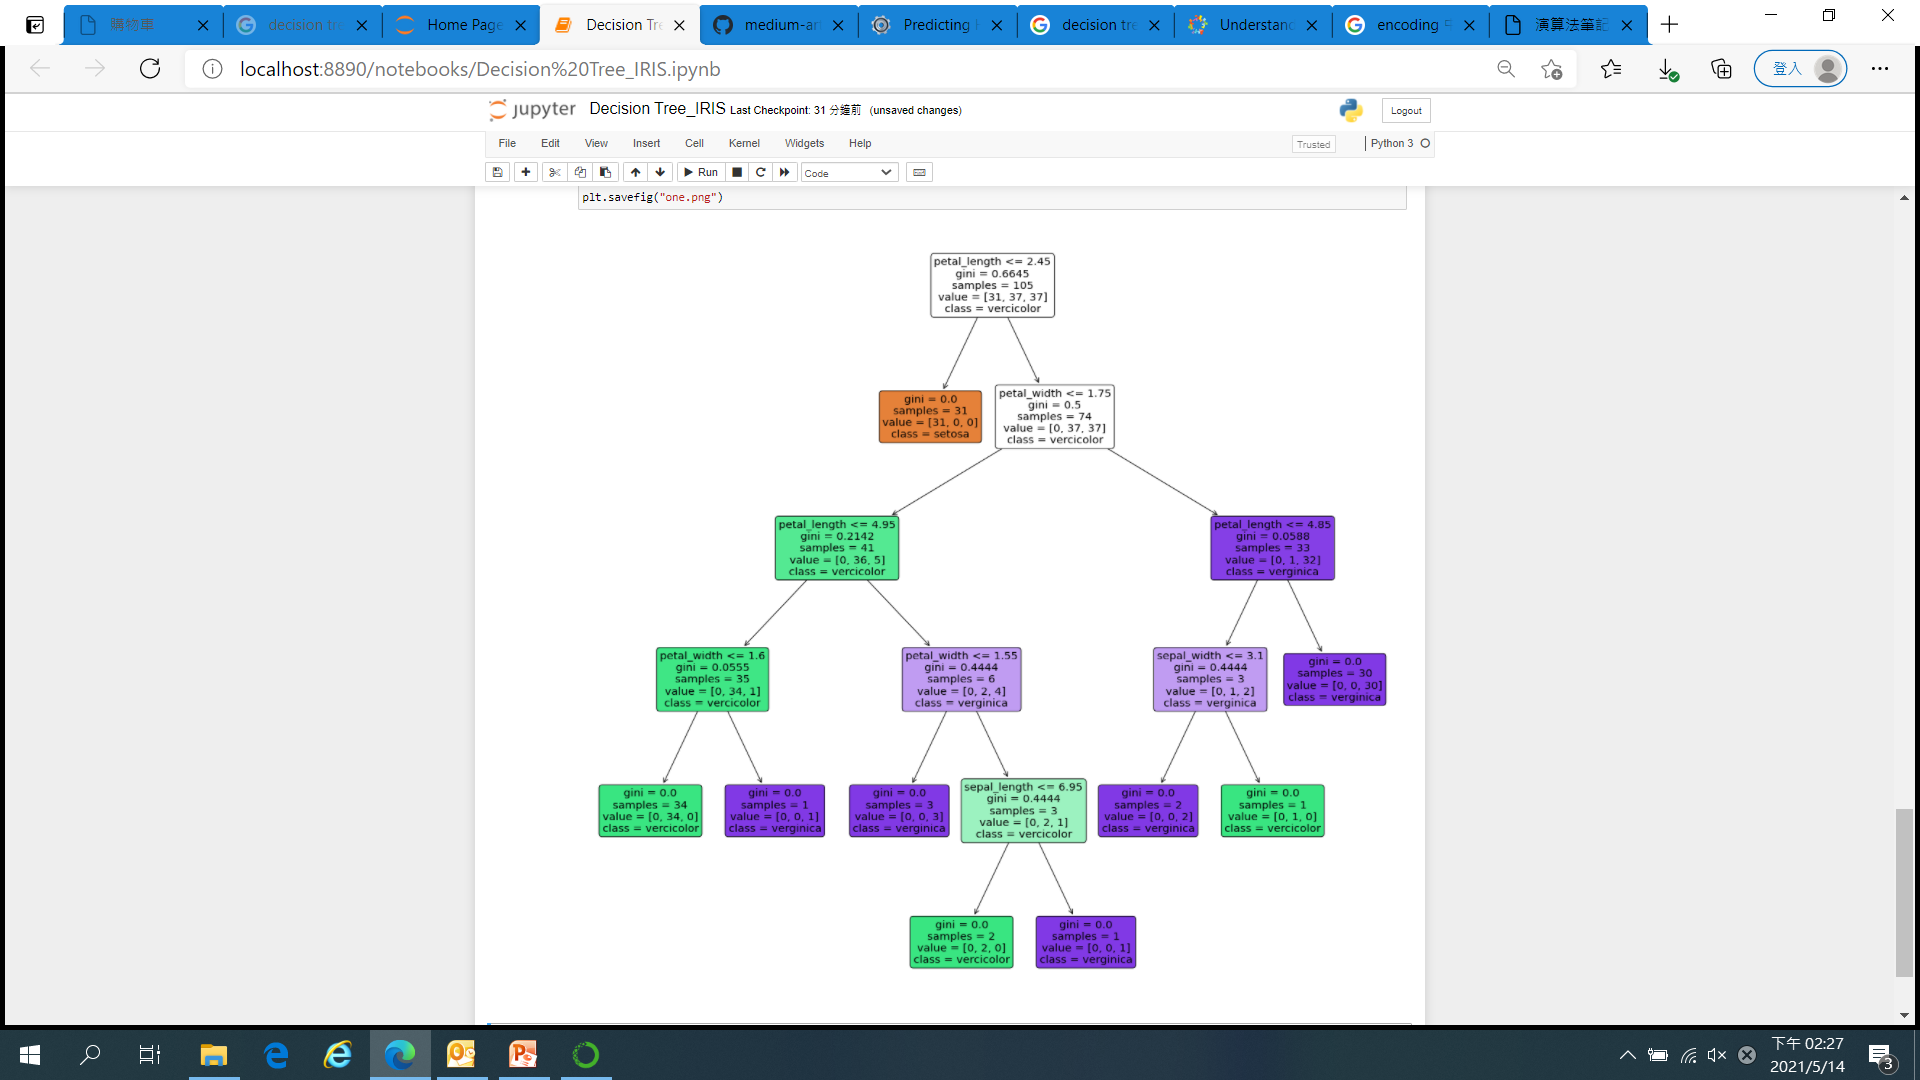 購物車
decision tre
Home Page
Decision Tre
medium-ar
Predicting
decision tre
Understand
encoding
演算法筆記
localhost:8890/notebooks/Decision%20Tree_IRIS.ipynb
登入
jupyter Decision Tree_IRIS Last Checkpoint: 31 分鐘前 (unsaved changes)
Logout
File Edit View Insert Cell Kernel Widgets Help
Trusted
Python 3
Run
Code
plt.savefig("one.png")
petal_length <= 2.45
gini = 0.6645
samples = 105
value = [31, 37, 37]
class = vercicolor
gini = 0.0
samples = 31
value = [31, 0, 0]
class = setosa
petal_width <= 1.75
gini = 0.5
samples = 74
value = [0, 37, 37]
class = vercicolor
petal_length <= 4.95
gini = 0.2142
samples = 41
value = [0, 36, 5]
class = vercicolor
petal_length <= 4.85
gini = 0.0588
samples = 33
value = [0, 1, 32]
class = verginica
petal_width <= 1.6
gini = 0.0555
samples = 35
value = [0, 34, 1]
class = vercicolor
petal_width <= 1.55
gini = 0.4444
samples = 6
value = [0, 2, 4]
class = verginica
sepal_width <= 3.1
gini = 0.4444
samples = 3
value = [0, 1, 2]
class = verginica
gini = 0.0
samples = 30
value = [0, 0, 30]
class = verginica
gini = 0.0
samples = 34
value = [0, 34, 0]
class = vercicolor
gini = 0.0
samples = 1
value = [0, 0, 1]
class = verginica
gini = 0.0
samples = 3
value = [0, 0, 3]
class = verginica
sepal_length <= 6.95
gini = 0.4444
samples = 3
value = [0, 2, 1]
class = vercicolor
gini = 0.0
samples = 2
value = [0, 0, 2]
class = verginica
gini = 0.0
samples = 1
value = [0, 1, 0]
class = vercicolor
gini = 0.0
samples = 2
value = [0, 2, 0]
class = vercicolor
gini = 0.0
samples = 1
value = [0, 0, 1]
class = verginica
下午 02:27
2021/5/14
3